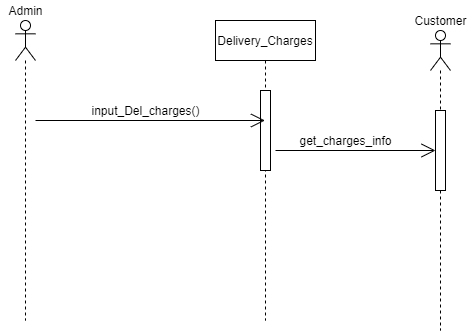 Admin
Customer
Delivery_Charges
input_Del_charges()
get_charges_info